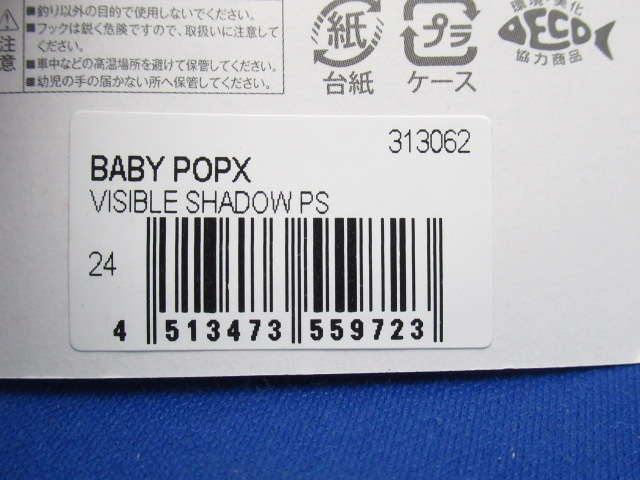 注意
■釣り以外の目的で使用しないでください。
■フックは鋭く危険ですので、取扱いに注意して
ください。
■車中などの高温場所を避けて保管してください。
■幼児の手の届かない所へ保管してください。
紙
台紙
プラ
ケース
環境・美化
ECO
協力商品
313062
BABY POPX
VISIBLE SHADOW PS
24
4 513473 559723